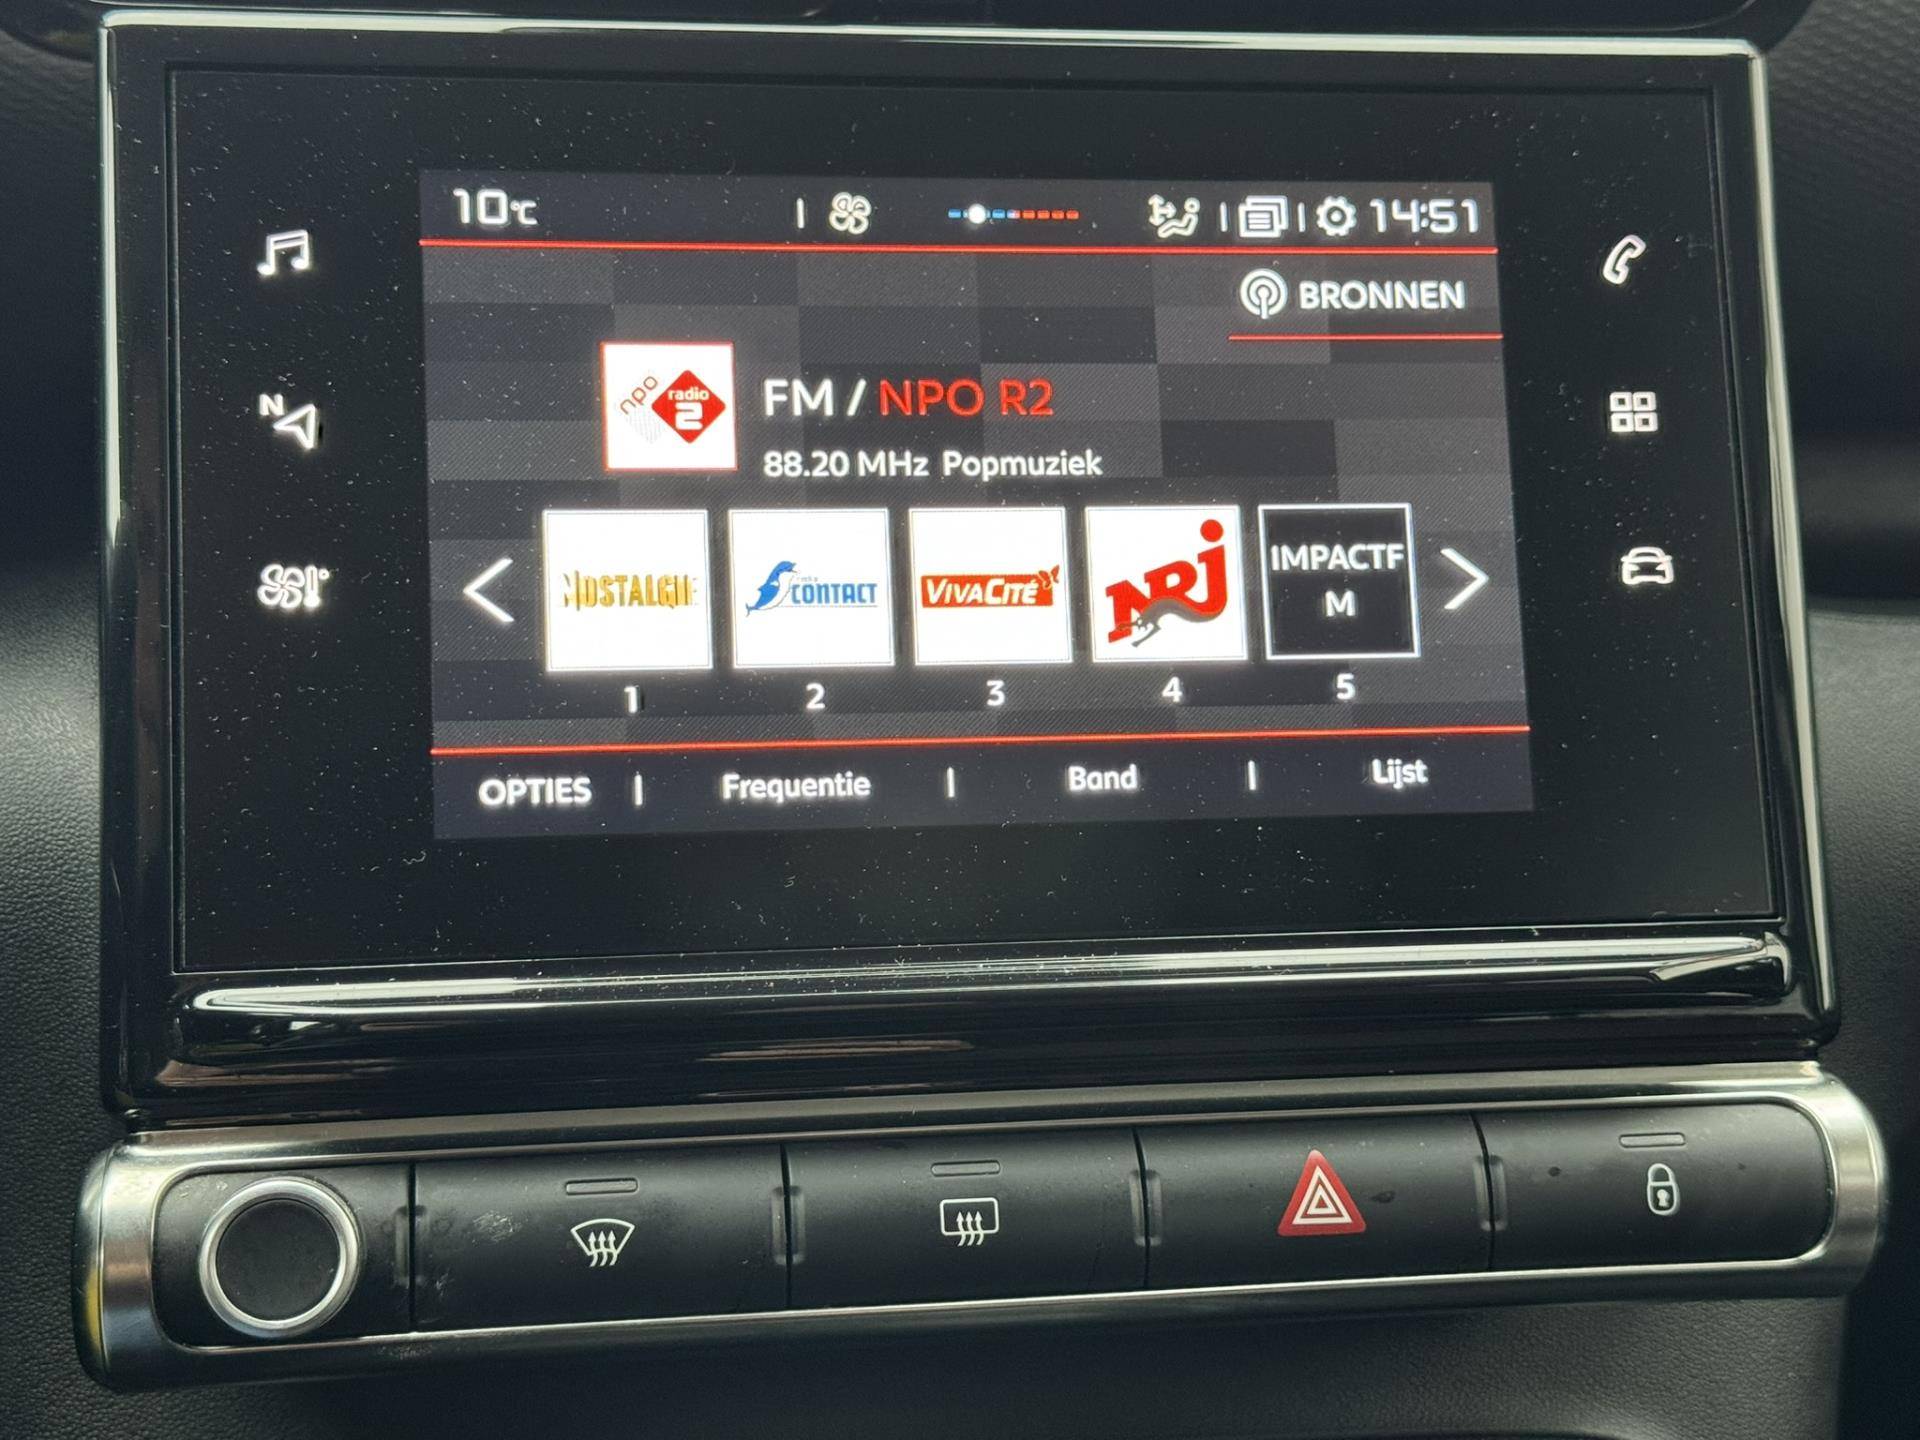 10°C
14:51
BRONNEN
N
npo radio 2
FM / NPO R2
88.20 MHz Popmuziek
NOSTALGIE
radio CONTACT
VIVACITÉ
NRJ
IMPACTF
M
1 2 3 4 5
OPTIES | Frequentie | Band | Lijst